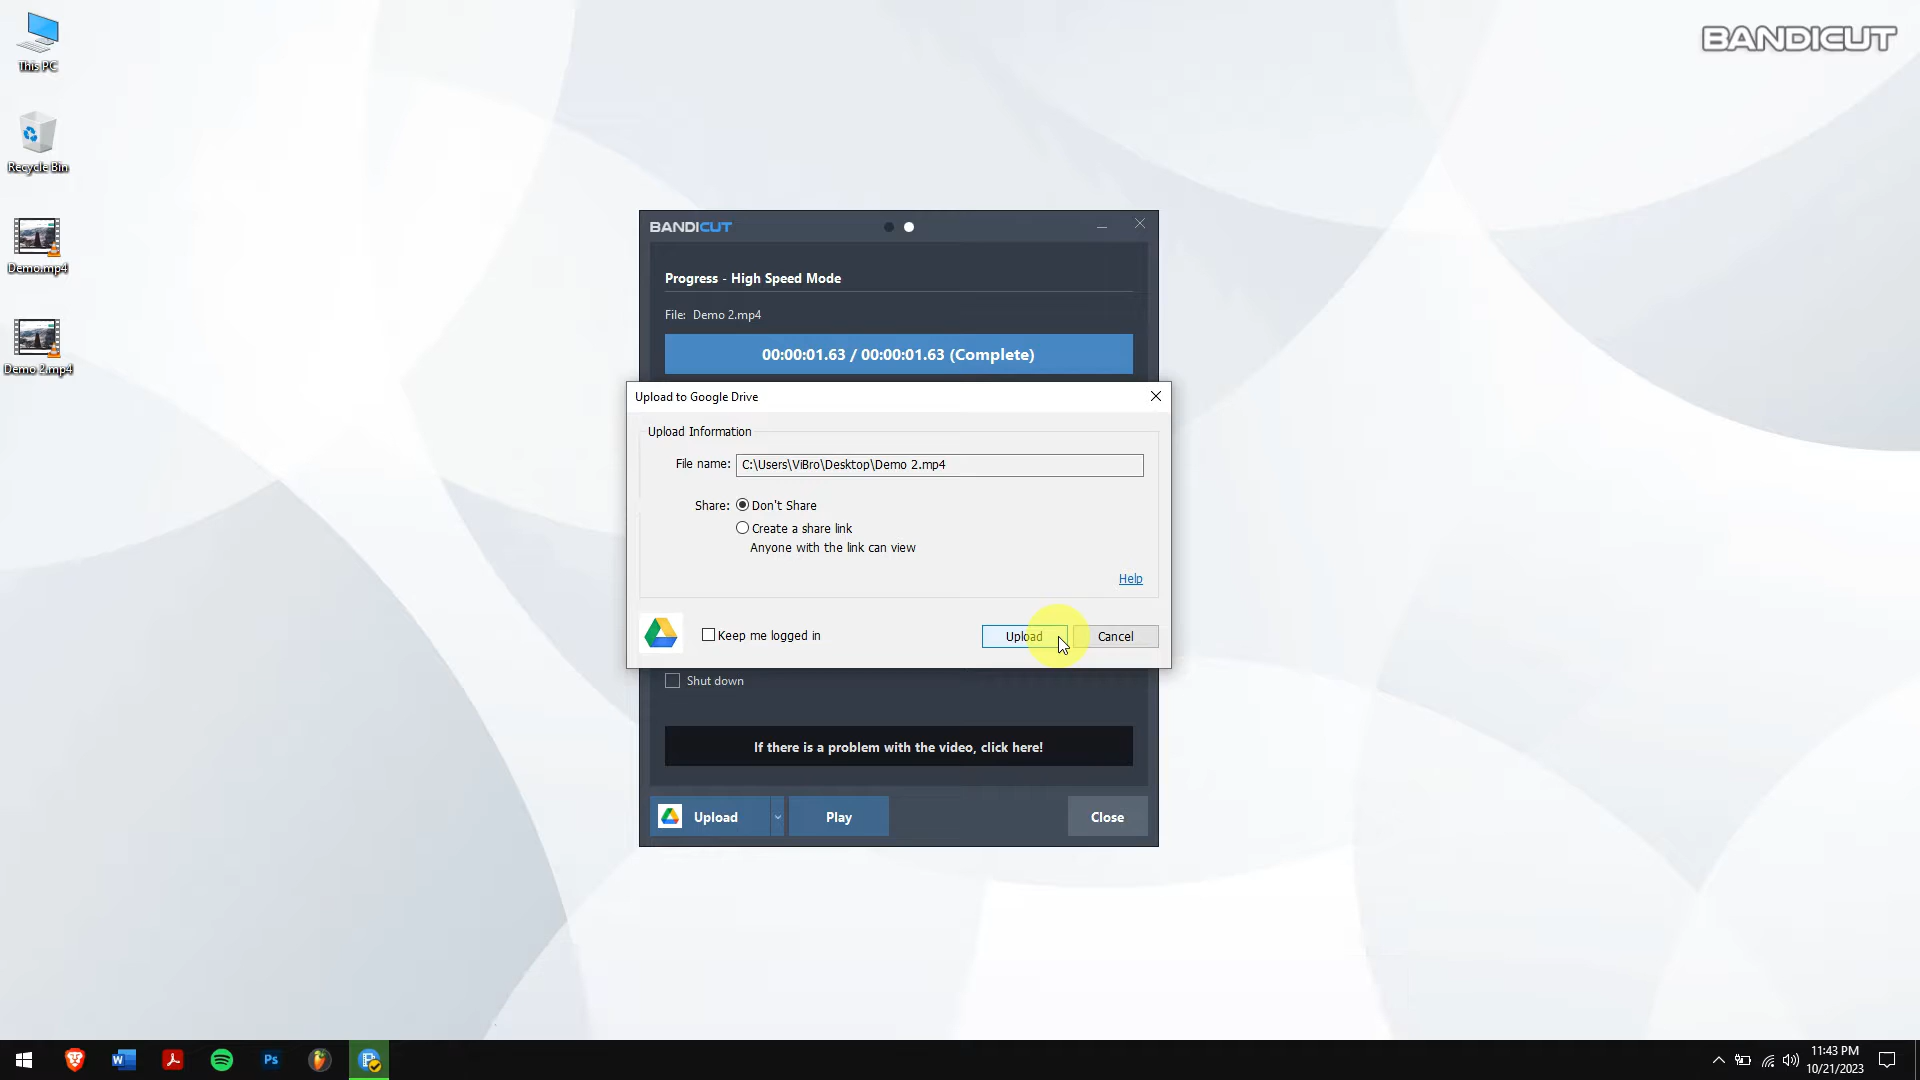 This PC
Recycle Bin
Demo.mp4
Demo 2.mp4
BANDICUT
BANDICUT
Progress - High Speed Mode
File: Demo 2.mp4
00:00:01.63 / 00:00:01.63 (Complete)
Upload to Google Drive
Upload Information
File name: C:\Users\ViBro\Desktop\Demo 2.mp4
Share: Don't Share
Create a share link
Anyone with the link can view
Help
Keep me logged in
Upload
Cancel
Shut down
If there is a problem with the video, click here!
Upload
Play
Close
W
Ps
11:43 PM
10/21/2023